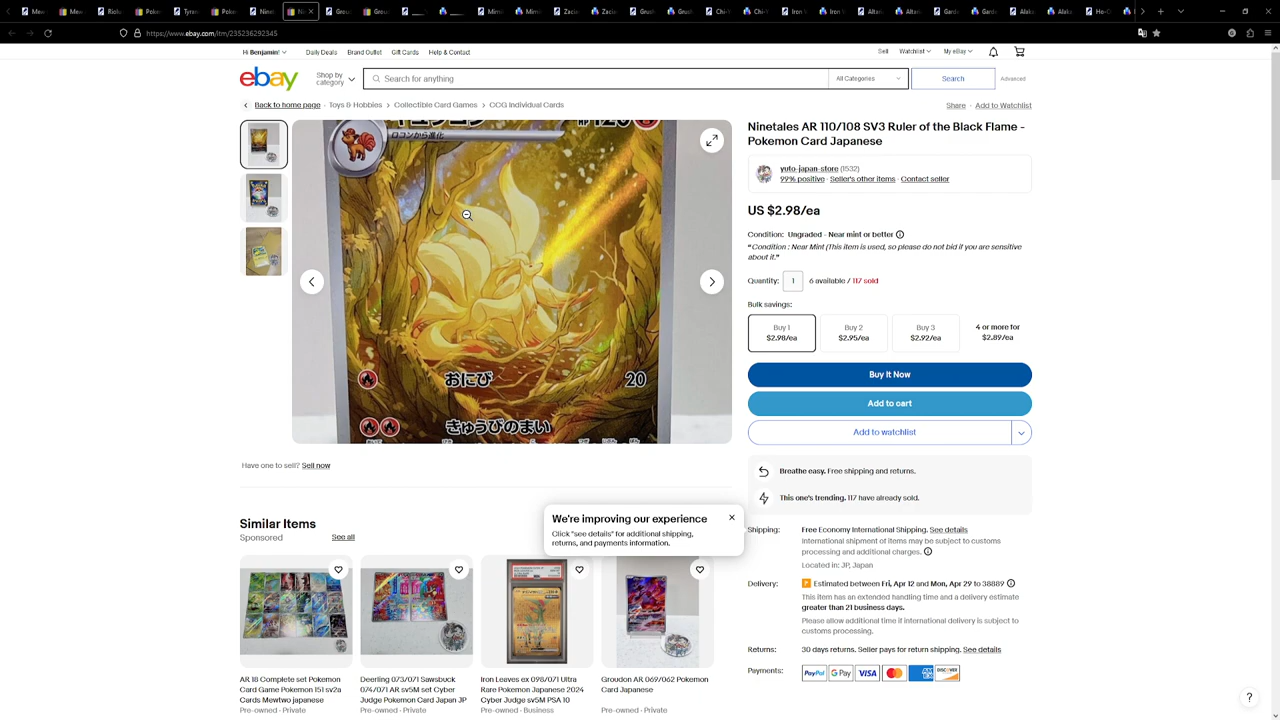 https://www.ebay.com/itm/235236292345
Hi Benjamin!
Daily Deals
Brand Outlet
Gift Cards
Help & Contact
Sell
Watchlist
My eBay
ebay
Shop by
category
Search for anything
All Categories
Search
Advanced
Back to home page
Toys & Hobbies
Collectible Card Games
CCG Individual Cards
Share
Add to Watchlist
ロコンから進化
おにび
20
きゅうびのまい
Ninetales AR 110/108 SV3 Ruler of the Black Flame -
Pokemon Card Japanese
yuto-japan-store (1532)
99% positive · Seller's other items · Contact seller
US $2.98/ea
Condition: Ungraded - Near mint or better
“Condition : Near Mint (This item is used, so please do not bid if you are sensitive
about it.”
Quantity: 1 6 available / 117 sold
Bulk savings:
Buy 1
$2.98/ea
Buy 2
$2.95/ea
Buy 3
$2.92/ea
4 or more for
$2.89/ea
Buy It Now
Add to cart
Add to watchlist
Breathe easy. Free shipping and returns.
This one's trending. 117 have already sold.
Shipping: Free Economy International Shipping. See details
International shipment of items may be subject to customs
processing and additional charges.
Located in: JP, Japan
Delivery: Estimated between Fri, Apr 12 and Mon, Apr 29 to 38889
This item has an extended handling time and a delivery estimate
greater than 21 business days.
Please allow additional time if international delivery is subject to
customs processing.
Returns: 30 days returns. Seller pays for return shipping. See details
Payments: PayPal G Pay VISA DISCOVER
Have one to sell? Sell now
We're improving our experience
Click "see details" for additional shipping,
returns, and payments information.
Similar Items
Sponsored
See all
AR 18 Complete set Pokemon
Card Game Pokemon 151 sv2a
Cards Mewtwo japanese
Pre-owned · Private
Deerling 073/071 Sawsbuck
074/071 AR sv5M set Cyber
Judge Pokemon Card Japan JP
Pre-owned · Private
Iron Leaves ex 098/071 Ultra
Rare Pokemon Japanese 2024
Cyber Judge sv5M PSA 10
Pre-owned · Business
Groudon AR 069/062 Pokemon
Card Japanese
Pre-owned · Private